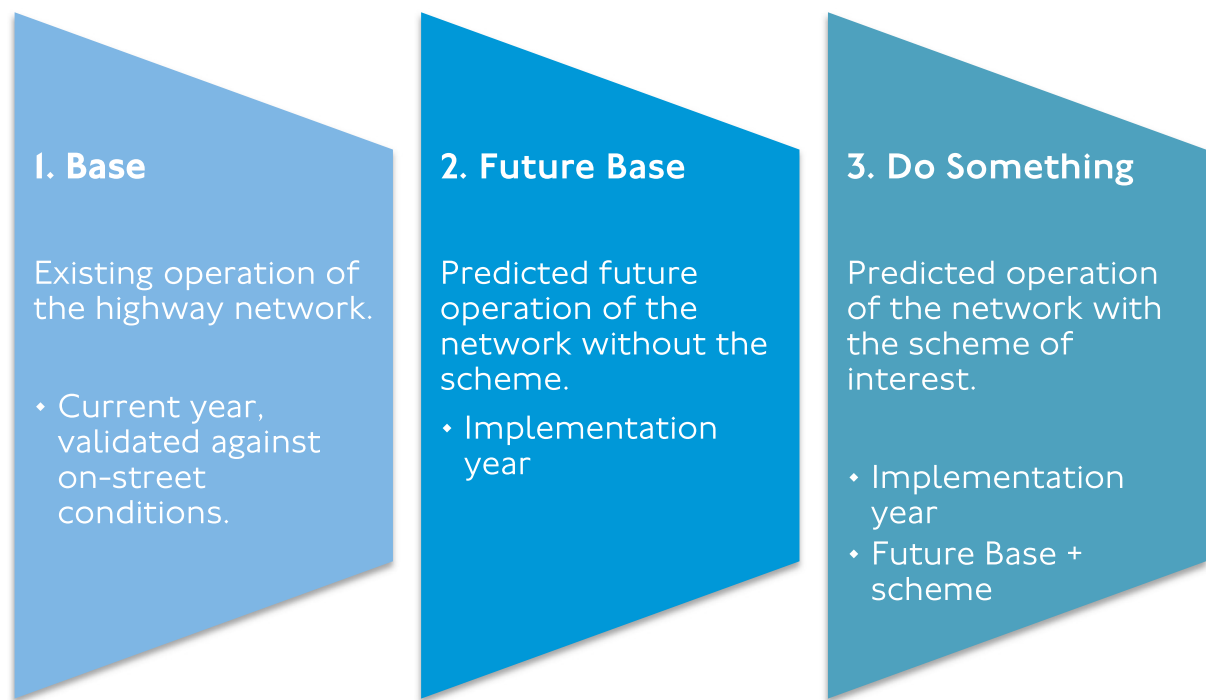 1. Base
Existing operation of
the highway network.
• Current year,
validated against
on-street
conditions.
2. Future Base
Predicted future
operation of the
network without the
scheme.
• Implementation
year
3. Do Something
Predicted operation
of the network with
the scheme of
interest.
• Implementation
year
• Future Base +
scheme